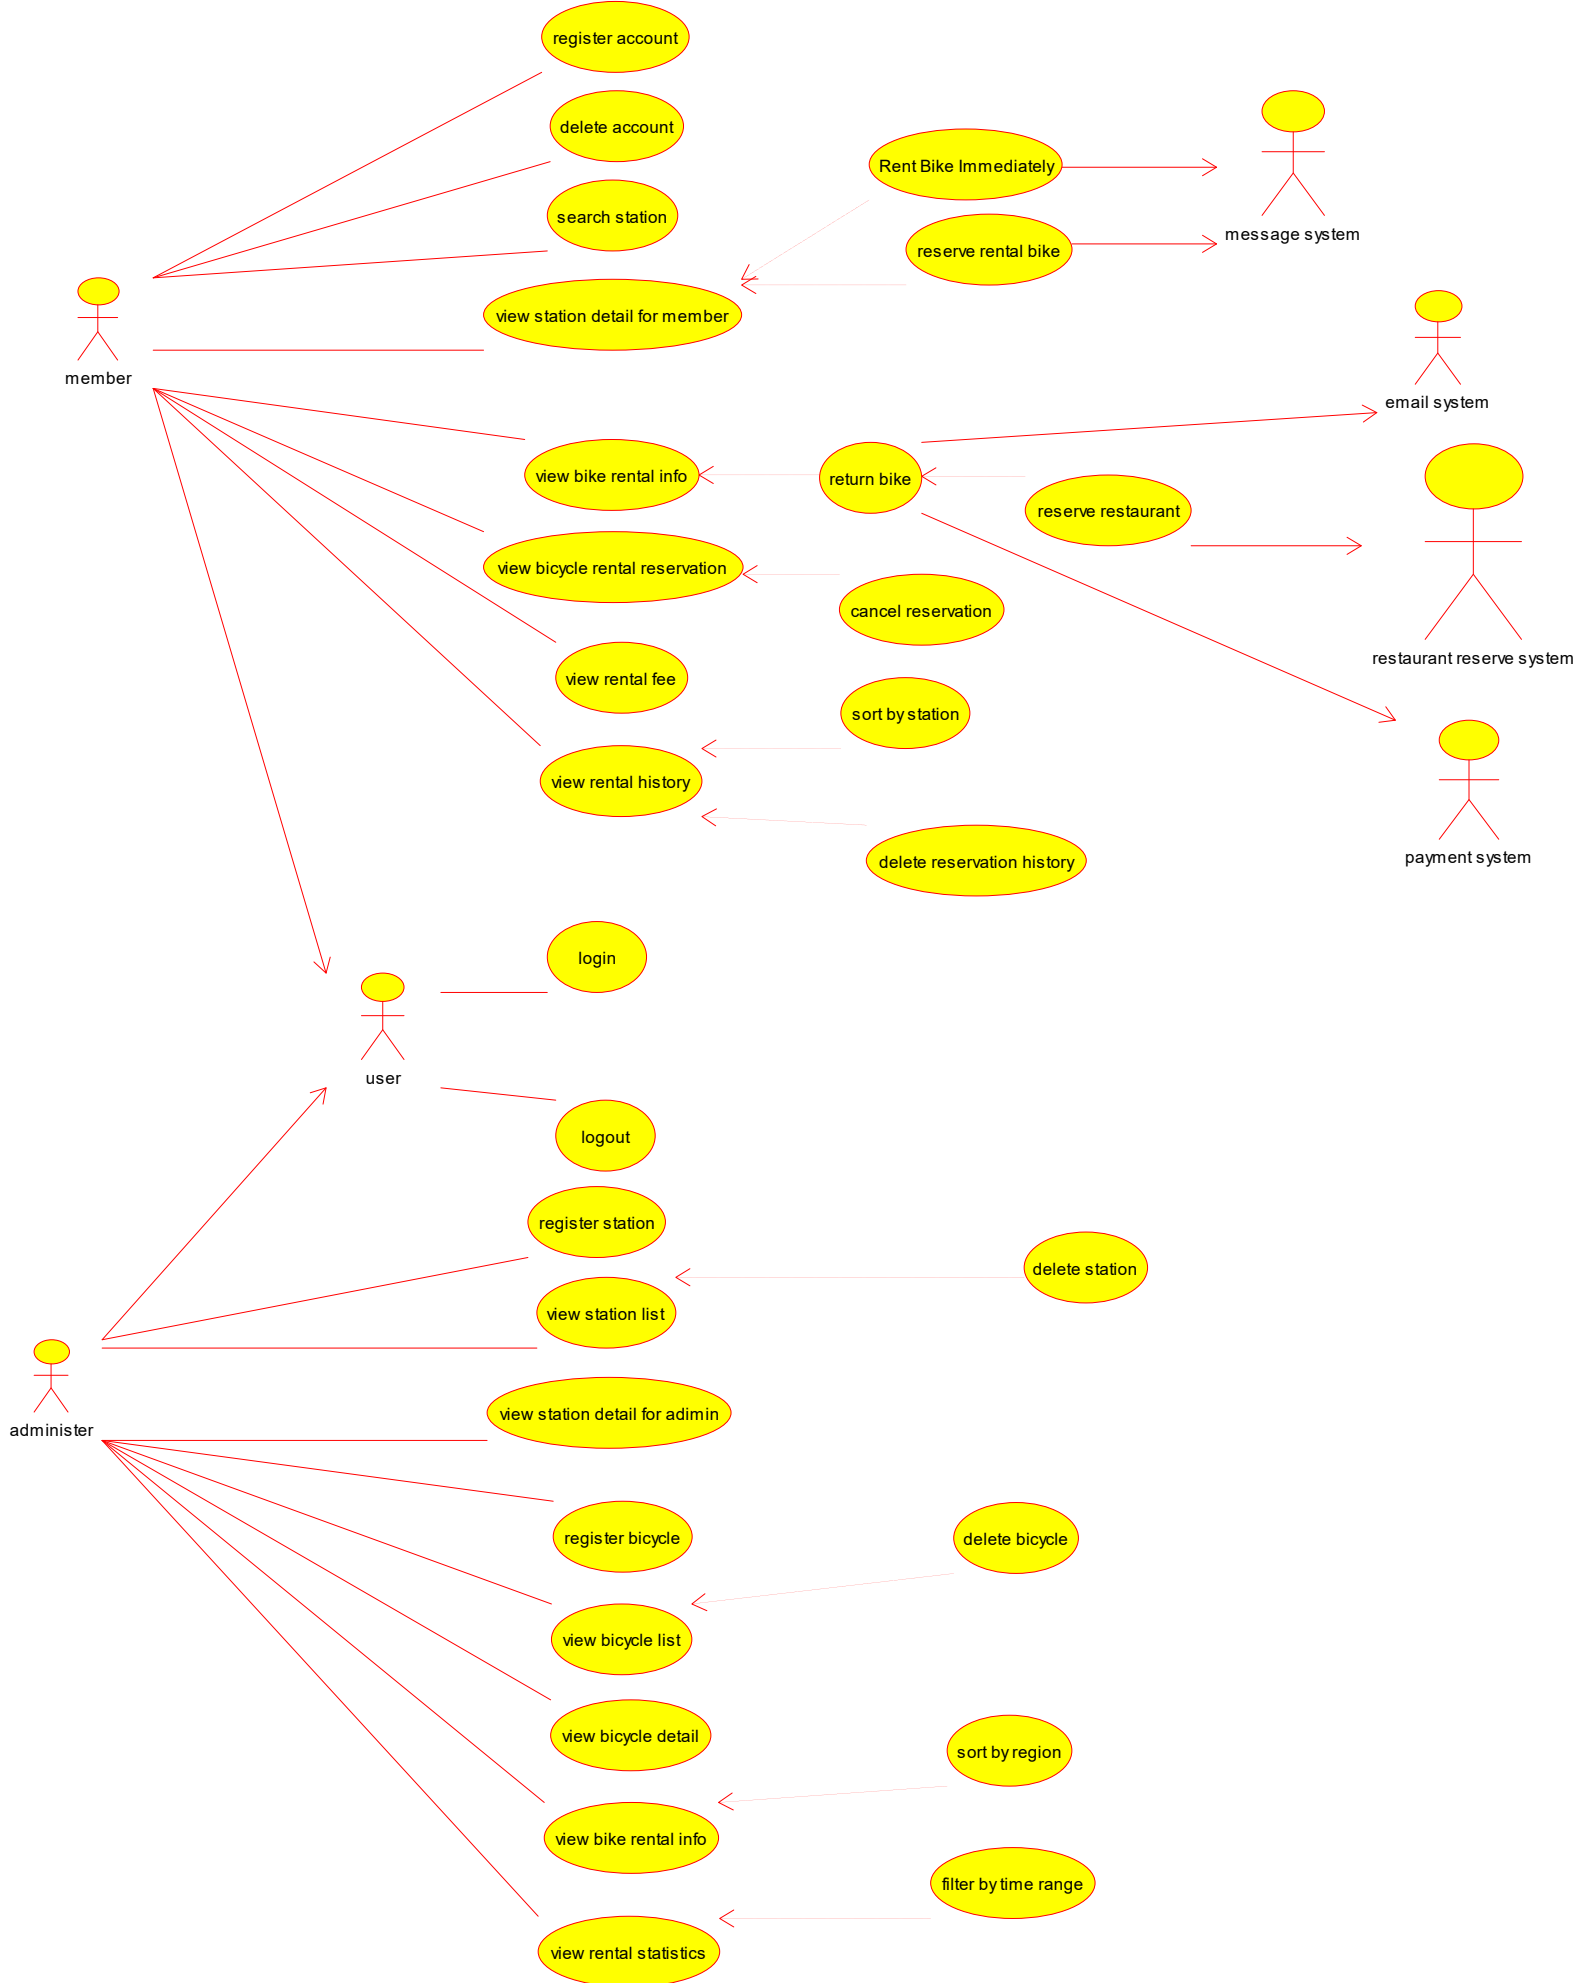 register account
delete account
Rent Bike Immediately
search station
message system
reserve rental bike
view station detail for member
member
email system
view bike rental info
return bike
reserve restaurant
view bicycle rental reservation
cancel reservation
restaurant reserve system
view rental fee
sort by station
view rental history
payment system
delete reservation history
login
user
logout
register station
delete station
view station list
view station detail for adimin
administer
register bicycle
delete bicycle
view bicycle list
view bicycle detail
sort by region
view bike rental info
filter by time range
view rental statistics